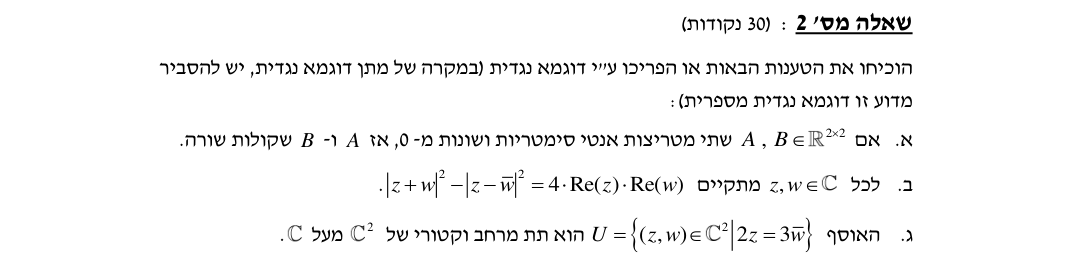 שאלה מס' 2 : (30 נקודות)
הוכיחו את הטענות הבאות או הפריכו ע"י דוגמא נגדית (במקרה של מתן דוגמא נגדית, יש להסביר
מדוע זו דוגמא נגדית מספרית):
א. אם A , B ∈ ℝ^{2×2} שתי מטריצות אנטי סימטריות ושונות מ- 0, אז A ו- B שקולות שורה.
ב. לכל z, w ∈ ℂ מתקיים |z + w|^2 − |z − w̅|^2 = 4 · Re(z) · Re(w).
ג. האוסף U = {(z, w) ∈ ℂ^2 | 2z = 3w̅} הוא תת מרחב וקטורי של ℂ^2 מעל ℂ.